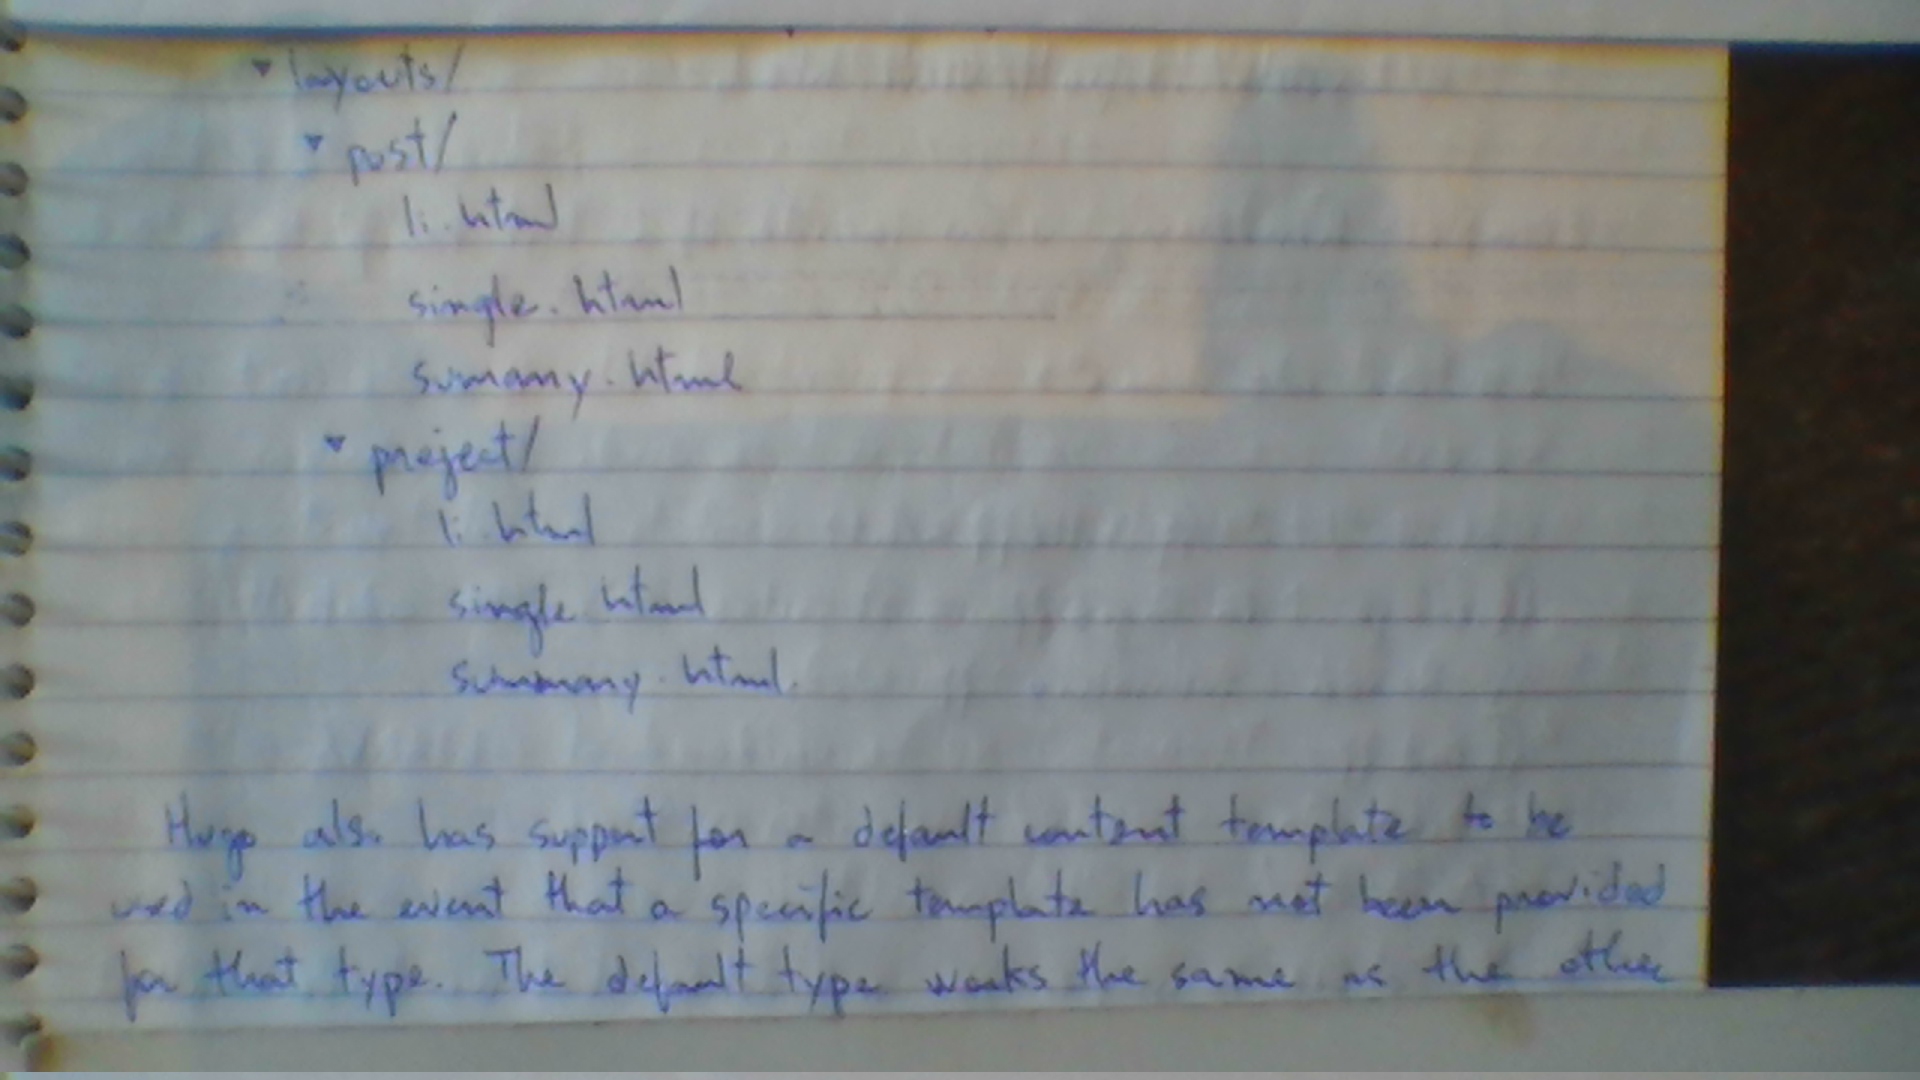 ▾ layouts/
▾ post/
li.html
single.html
sumary.html
▾ project/
li.html
single.html
summary.html.
Hugo also has support for a default content template to be
used in the event that a specific template has not been provided
for that type. The default type works the same as the other